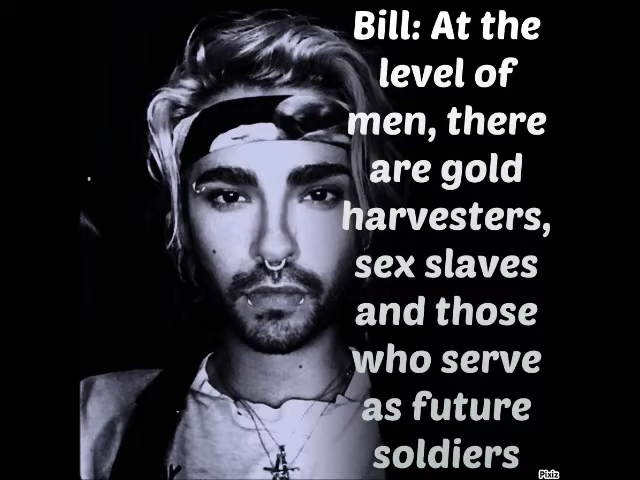 Bill: At the
level of
men, there
are gold
harvesters,
sex slaves
and those
who serve
as future
soldiers
Pixiz